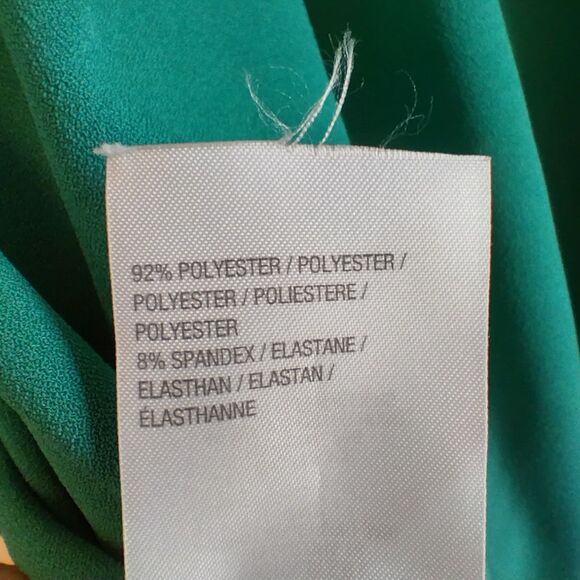 92% POLYESTER / POLYESTER /
POLYESTER / POLIESTERE /
POLYESTER
8% SPANDEX / ELASTANE /
ELASTHAN / ELASTAN /
ÉLASTHANNE